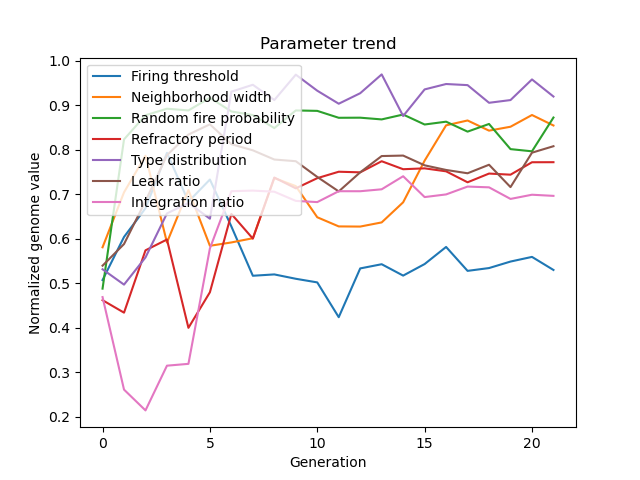 Parameter trend
Normalized genome value
1.0
0.9
0.8
0.7
0.6
0.5
0.4
0.3
0.2
Firing threshold
Neighborhood width
Random fire probability
Refractory period
Type distribution
Leak ratio
Integration ratio
0 5 10 15 20
Generation